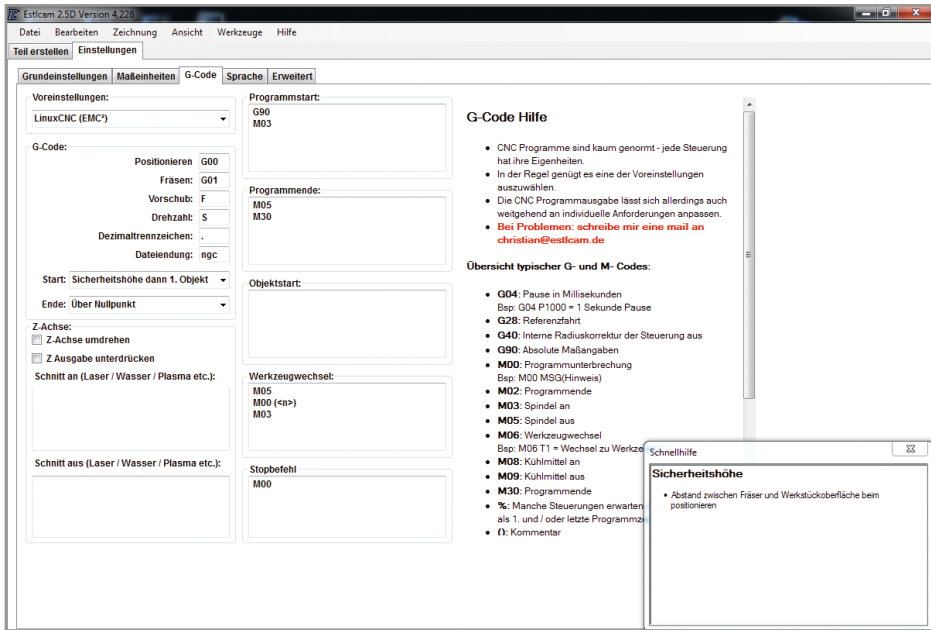 Estlcam 2.5D Version 4,228
Datei Bearbeiten Zeichnung Ansicht Werkzeuge Hilfe
Teil erstellen Einstellungen
Grundeinstellungen Maßeinheiten G-Code Sprache Erweitert
Voreinstellungen:
LinuxCNC (EMC²)
G-Code:
Positionieren G00
Fräsen: G01
Vorschub: F
Drehzahl: S
Dezimaltrennzeichen: .
Dateiendung: ngc
Start: Sicherheitshöhe dann 1. Objekt
Ende: Über Nullpunkt
Z-Achse:
Z-Achse umdrehen
Z Ausgabe unterdrücken
Schnitt an (Laser / Wasser / Plasma etc.):
Schnitt aus (Laser / Wasser / Plasma etc.):
Programmstart:
G90
M03
Programmende:
M05
M30
Objektstart:
Werkzeugwechsel:
M05
M00 (<n>)
M03
Stopbefehl
M00
G-Code Hilfe
CNC Programme sind kaum genormt - jede Steuerung
hat ihre Eigenheiten.
In der Regel genügt es eine der Voreinstellungen
auszuwählen.
Die CNC Programmausgabe lässt sich allerdings auch
weitgehend an individuelle Anforderungen anpassen.
Bei Problemen: schreibe mir eine mail an
christian@estlcam.de
Übersicht typischer G- und M- Codes:
G04: Pause in Millisekunden
Bsp: G04 P1000 = 1 Sekunde Pause
G28: Referenzfahrt
G40: Interne Radiuskorrektur der Steuerung aus
G90: Absolute Maßangaben
M00: Programmunterbrechung
Bsp: M00 MSG(Hinweis)
M02: Programmende
M03: Spindel an
M05: Spindel aus
M06: Werkzeugwechsel
Bsp: M06 T1 = Wechsel zu Werkze
M08: Kühlmittel an
M09: Kühlmittel aus
M30: Programmende
%: Manche Steuerungen erwarten
als 1. und / oder letzte Programmz
(): Kommentar
Schnellhilfe
Sicherheitshöhe
Abstand zwischen Fräser und Werkstückoberfläche beim
positionieren